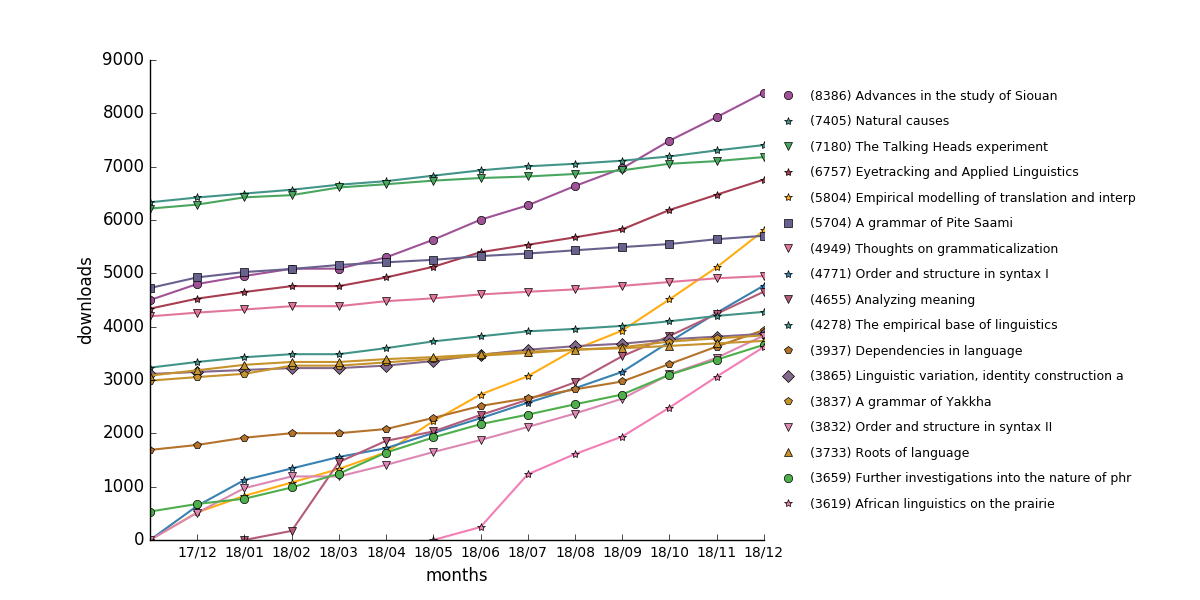 9000
8000
7000
6000
5000
4000
3000
2000
1000
0
downloads
17/12 18/01 18/02 18/03 18/04 18/05 18/06 18/07 18/08 18/09 18/10 18/11 18/12
months
(8386) Advances in the study of Siouan
(7405) Natural causes
(7180) The Talking Heads experiment
(6757) Eyetracking and Applied Linguistics
(5804) Empirical modelling of translation and interp
(5704) A grammar of Pite Saami
(4949) Thoughts on grammaticalization
(4771) Order and structure in syntax I
(4655) Analyzing meaning
(4278) The empirical base of linguistics
(3937) Dependencies in language
(3865) Linguistic variation, identity construction a
(3837) A grammar of Yakkha
(3832) Order and structure in syntax II
(3733) Roots of language
(3659) Further investigations into the nature of phr
(3619) African linguistics on the prairie